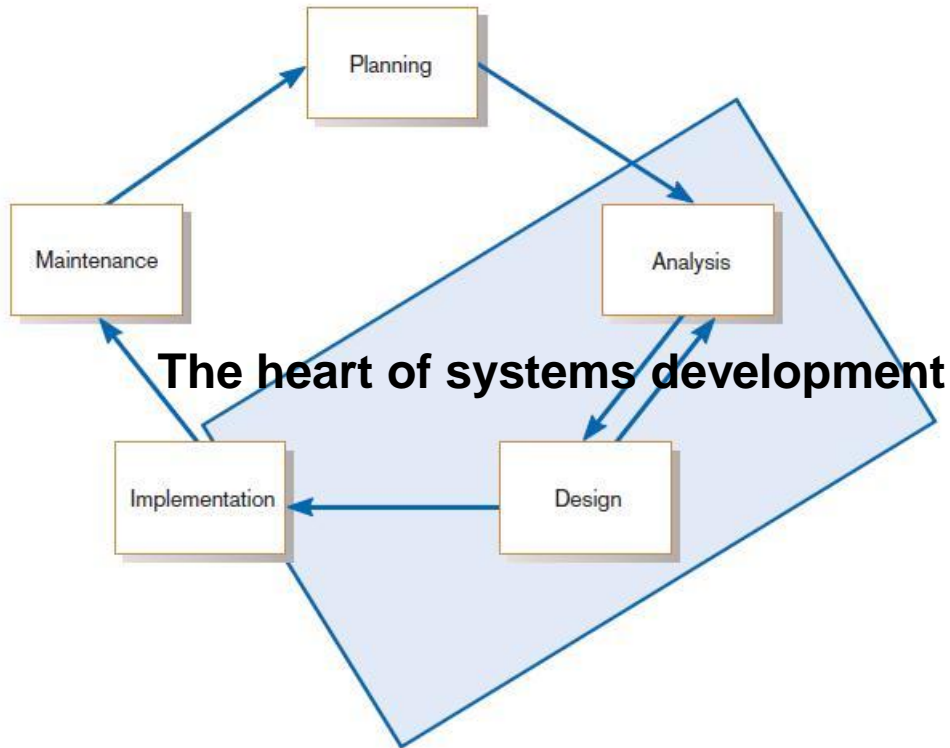 Planning
Maintenance
Analysis
The heart of systems development
Implementation
Design